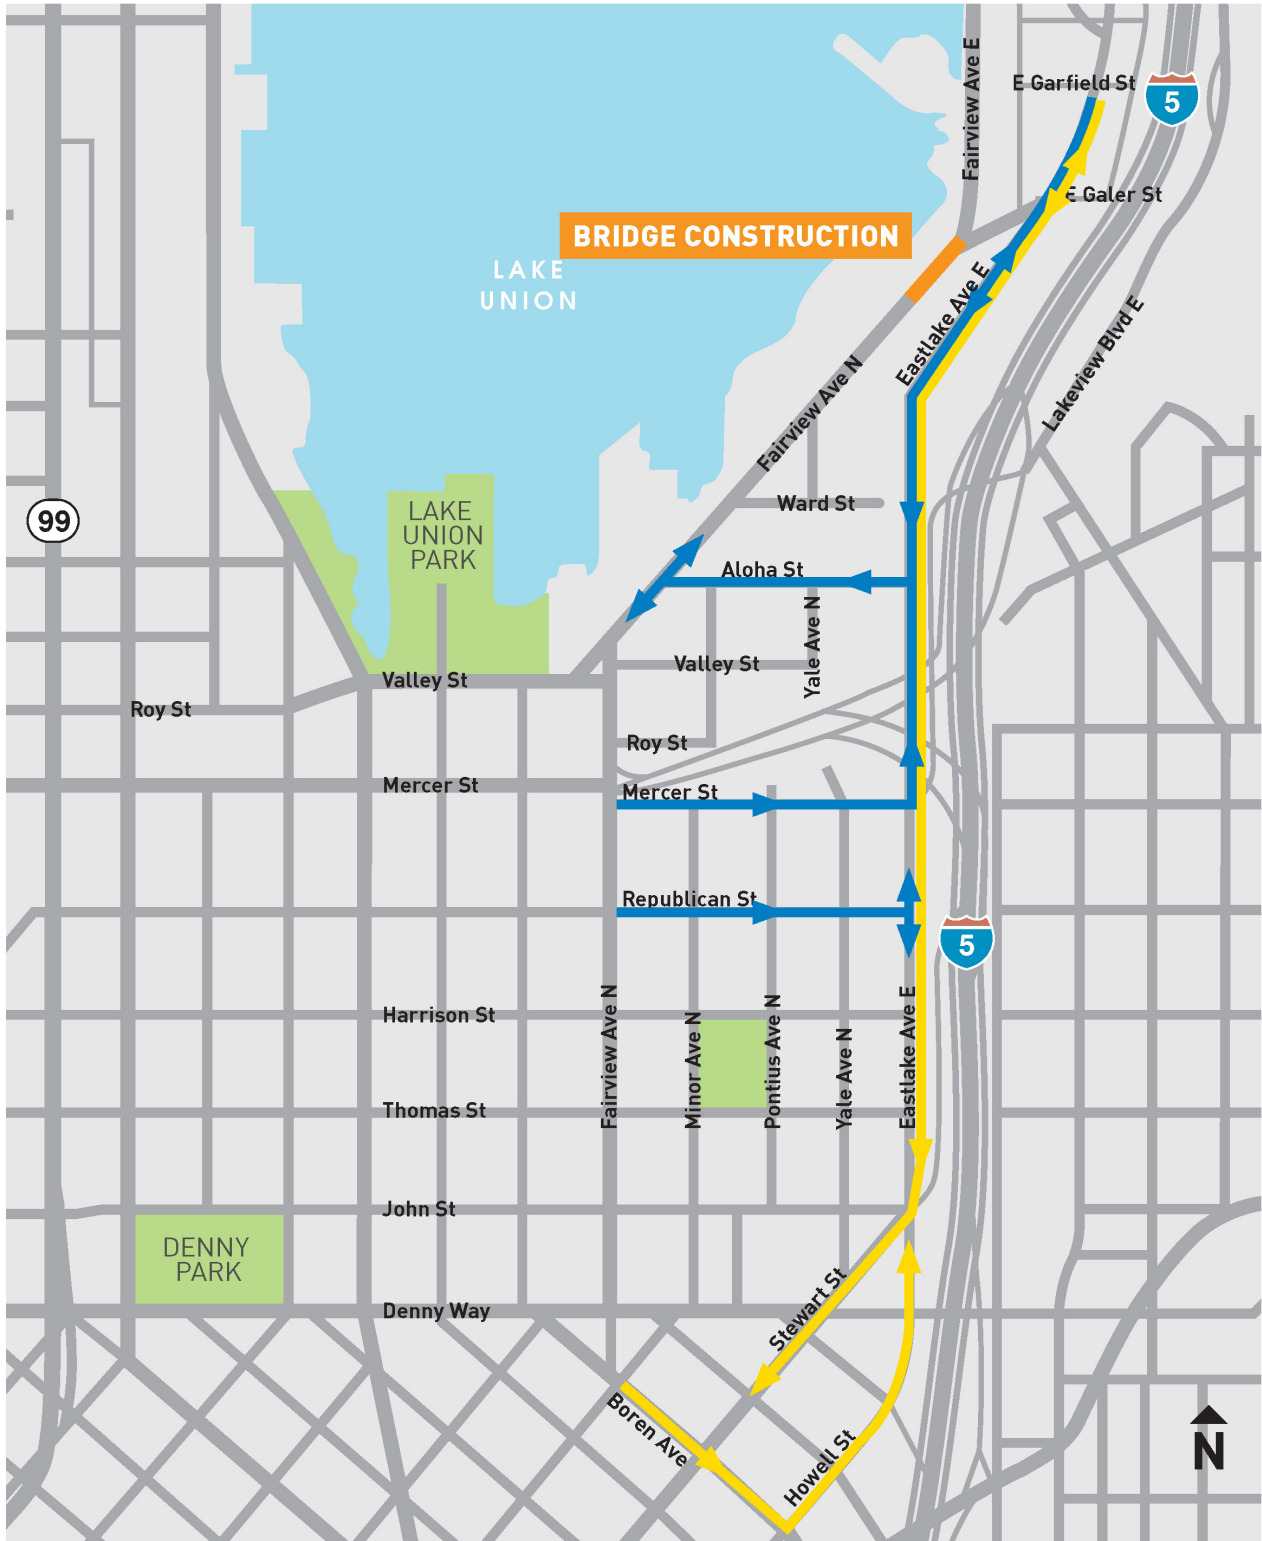 Fairview Ave E
E Garfield St
5
E Galer St
BRIDGE CONSTRUCTION
LAKE
UNION
Eastlake Ave E
Lakeview Blvd E
Fairview Ave N
99
LAKE
UNION
PARK
Ward St
Aloha St
Yale Ave N
Valley St
Valley St
Roy St
Roy St
Mercer St
Mercer St
Republican St
5
Harrison St
Fairview Ave N
Minor Ave N
Pontius Ave N
Yale Ave N
Eastlake Ave E
Thomas St
John St
DENNY
PARK
Denny Way
Stewart St
Boren Ave
Howell St
N